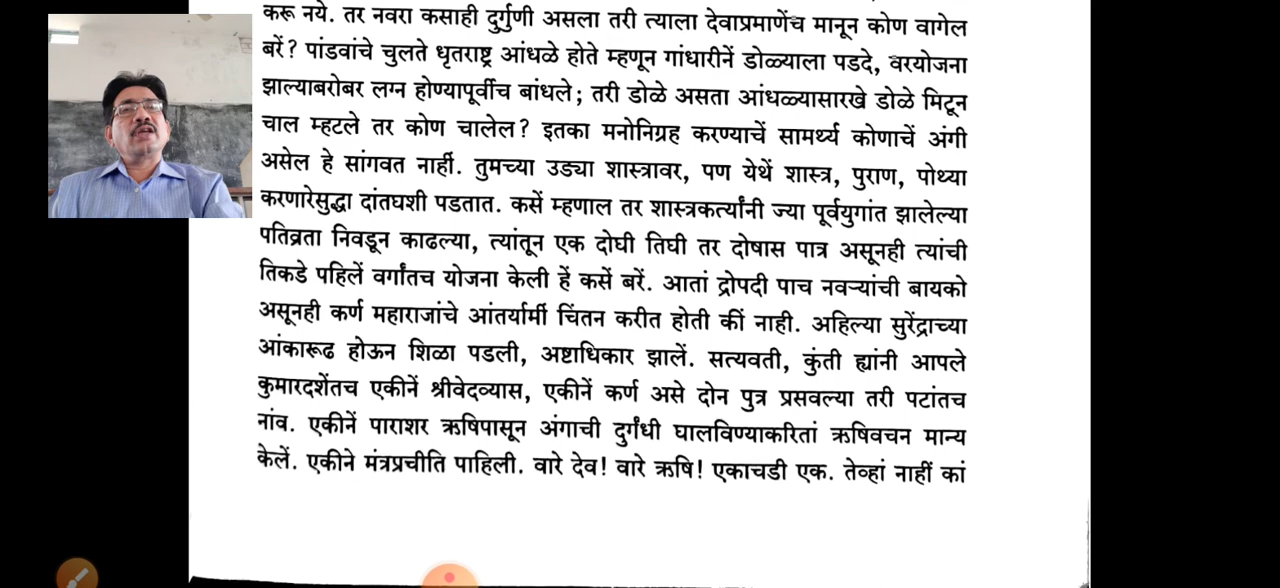 करू नये. तर नवरा कसाही दुर्गुणी असला तरी त्याला देवाप्रमाणेंच मानून कोण वागेल
बरें? पांडवांचे चुलते धृतराष्ट्र आंधळे होते म्हणून गांधारीनें डोळ्याला पडदे, वरयोजना
झाल्याबरोबर लग्न होण्यापूर्वीच बांधले; तरी डोळे असता आंधळ्यासारखे डोळे मिटून
चाल म्हटले तर कोण चालेल? इतका मनोनिग्रह करण्याचें सामर्थ्य कोणाचें अंगी
असेल हे सांगवत नाहीं. तुमच्या उड्या शास्त्रावर, पण येथें शास्त्र, पुराण, पोथ्या
करणारेसुद्धा दांतघशी पडतात. कसें म्हणाल तर शास्त्रकर्त्यांनी ज्या पूर्वयुगांत झालेल्या
पतिव्रता निवडून काढल्या, त्यांतून एक दोघी तिघी तर दोषास पात्र असूनही त्यांची
तिकडे पहिलें वर्गांतच योजना केली हें कसें बरें. आतां द्रोपदी पाच नवऱ्यांची बायको
असूनही कर्ण महाराजांचे आंतर्यामीं चिंतन करीत होती कीं नाही. अहिल्या सुरेंद्राच्या
आंकारूढ होऊन शिळा पडली, अष्टाधिकार झालें. सत्यवती, कुंती ह्यांनी आपले
कुमारदशेंतच एकीनें श्रीवेदव्यास, एकीनें कर्ण असे दोन पुत्र प्रसवल्या तरी पटांतच
नांव. एकीनें पाराशर ऋषिपासून अंगाची दुर्गंधी घालविण्याकरितां ऋषिवचन मान्य
केलें. एकीने मंत्रप्रचीति पाहिली. वारे देव! वारे ऋषि! एकाचडी एक. तेव्हां नाहीं कां